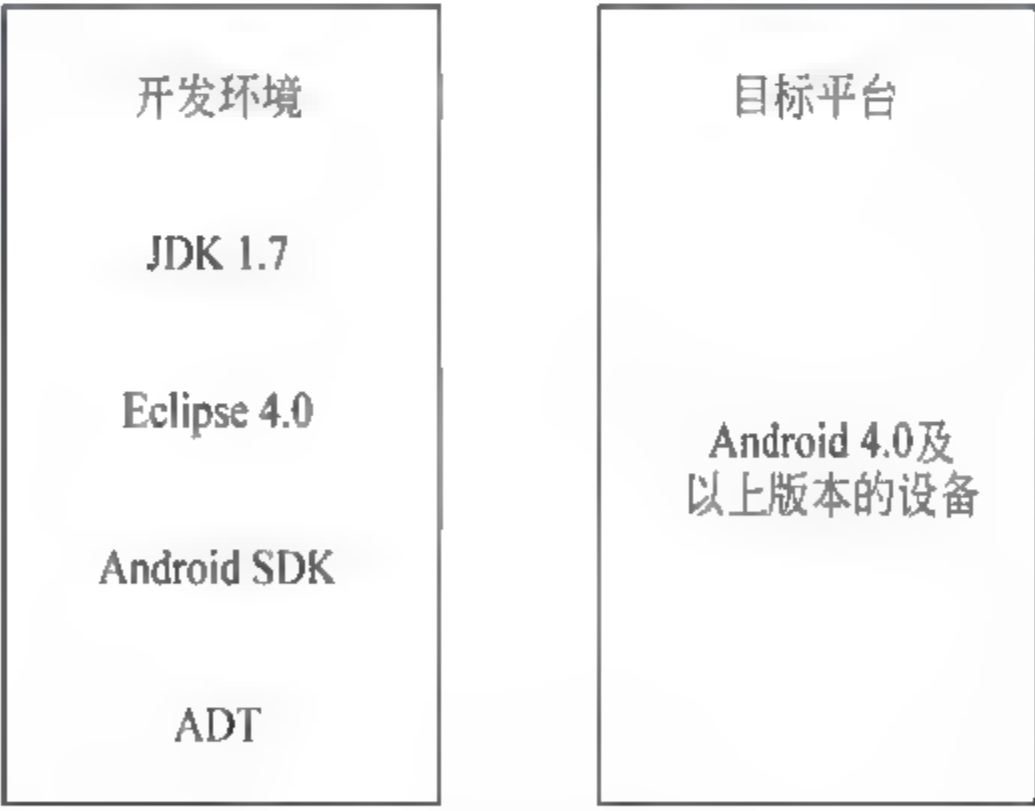 开发环境
JDK 1.7
Eclipse 4.0
Android SDK
ADT
目标平台
Android 4.0及
以上版本的设备